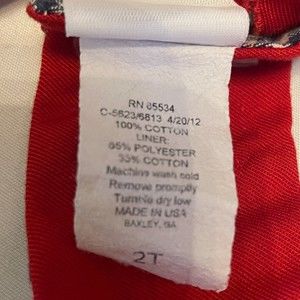 RN 65534
C-5623/6813 4/20/12
100% COTTON
LINER:
65% POLYESTER
35% COTTON
Machine wash cold
Remove promptly
Tumble dry low
MADE IN USA
BAXLEY, GA
2T